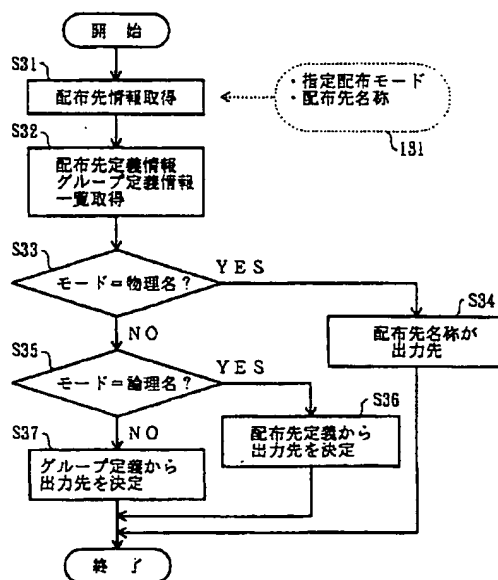 開始
S31
配布先情報取得
・指定配布モード
・配布先名称
131
S32
配布先定義情報
グループ定義情報
一覧取得
S33
モード=物理名?
YES
NO
S34
配布先名称が
出力先
S35
モード=論理名?
YES
NO
S36
配布先定義から
出力先を決定
S37
グループ定義から
出力先を決定
終了